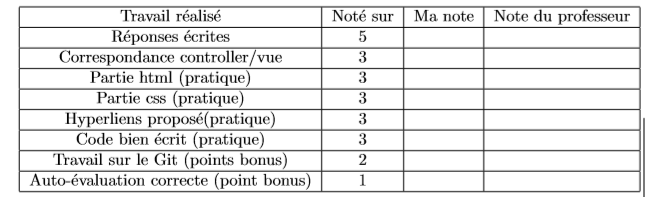 Travail réalisé Noté sur Ma note Note du professeur
Réponses écrites 5
Correspondance controller/vue 3
Partie html (pratique) 3
Partie css (pratique) 3
Hyperliens proposé(pratique) 3
Code bien écrit (pratique) 3
Travail sur le Git (points bonus) 2
Auto-évaluation correcte (point bonus) 1